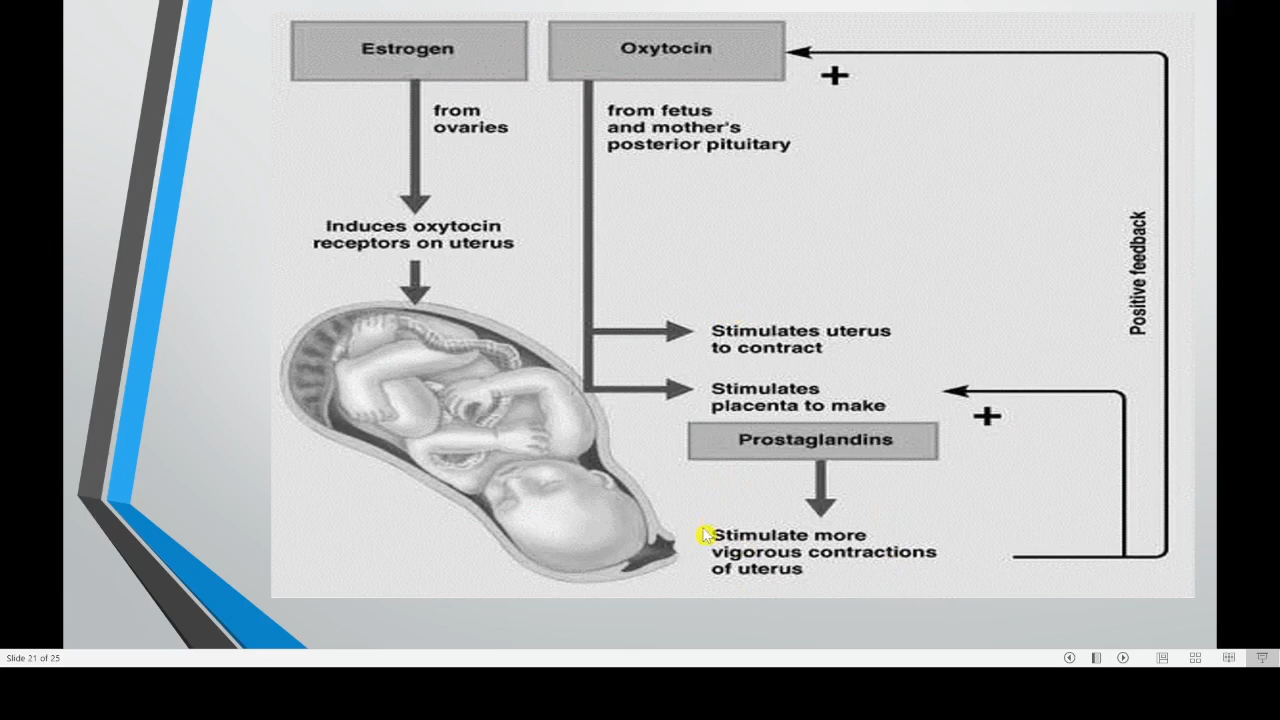 Estrogen
Oxytocin
+
from
ovaries
from fetus
and mother's
posterior pituitary
Induces oxytocin
receptors on uterus
Positive feedback
Stimulates uterus
to contract
Stimulates
placenta to make
+
Prostaglandins
Stimulate more
vigorous contractions
of uterus
Slide 21 of 25